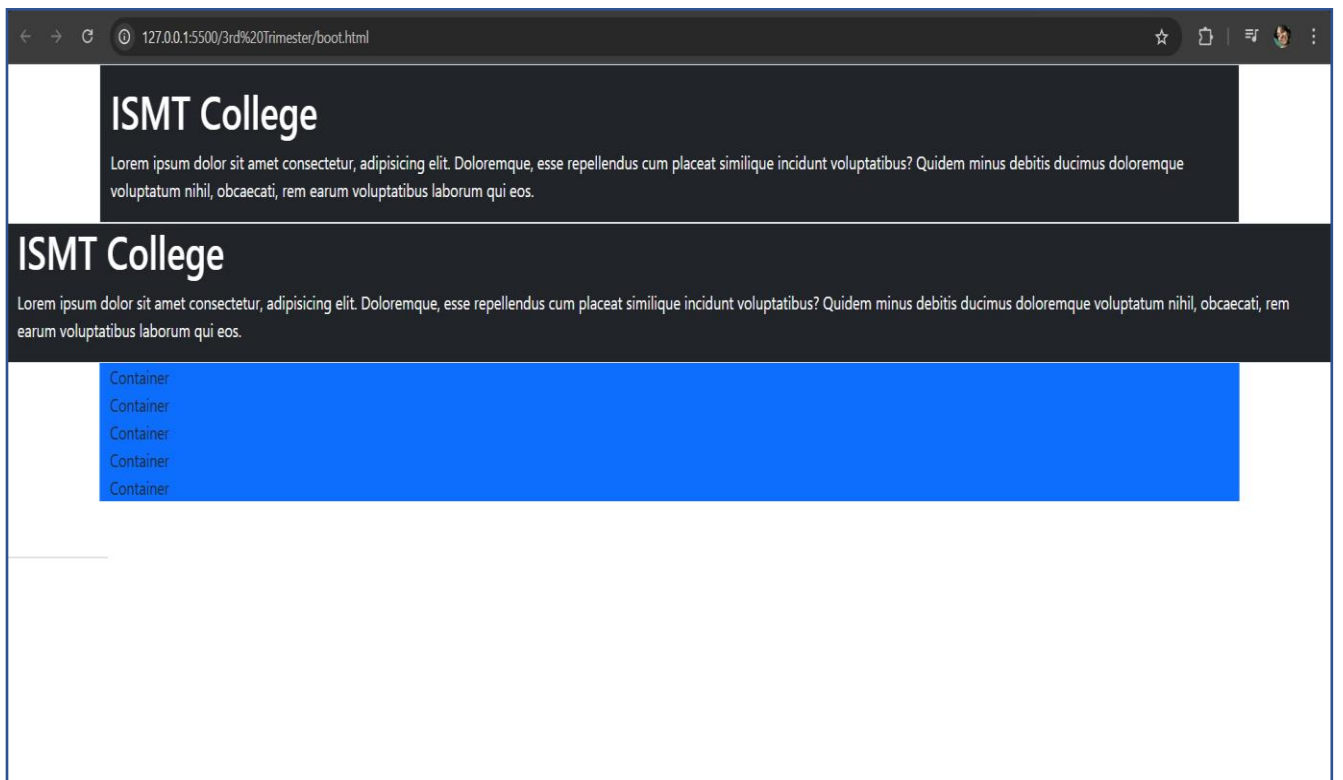 127.0.0.1:5500/3rd%20Trimester/boot.html
ISMT College
Lorem ipsum dolor sit amet consectetur, adipisicing elit. Doloremque, esse repellendus cum placeat similique incidunt voluptatibus? Quidem minus debitis ducimus doloremque
voluptatum nihil, obcaecati, rem earum voluptatibus laborum qui eos.
ISMT College
Lorem ipsum dolor sit amet consectetur, adipisicing elit. Doloremque, esse repellendus cum placeat similique incidunt voluptatibus? Quidem minus debitis ducimus doloremque voluptatum nihil, obcaecati, rem
earum voluptatibus laborum qui eos.
Container
Container
Container
Container
Container